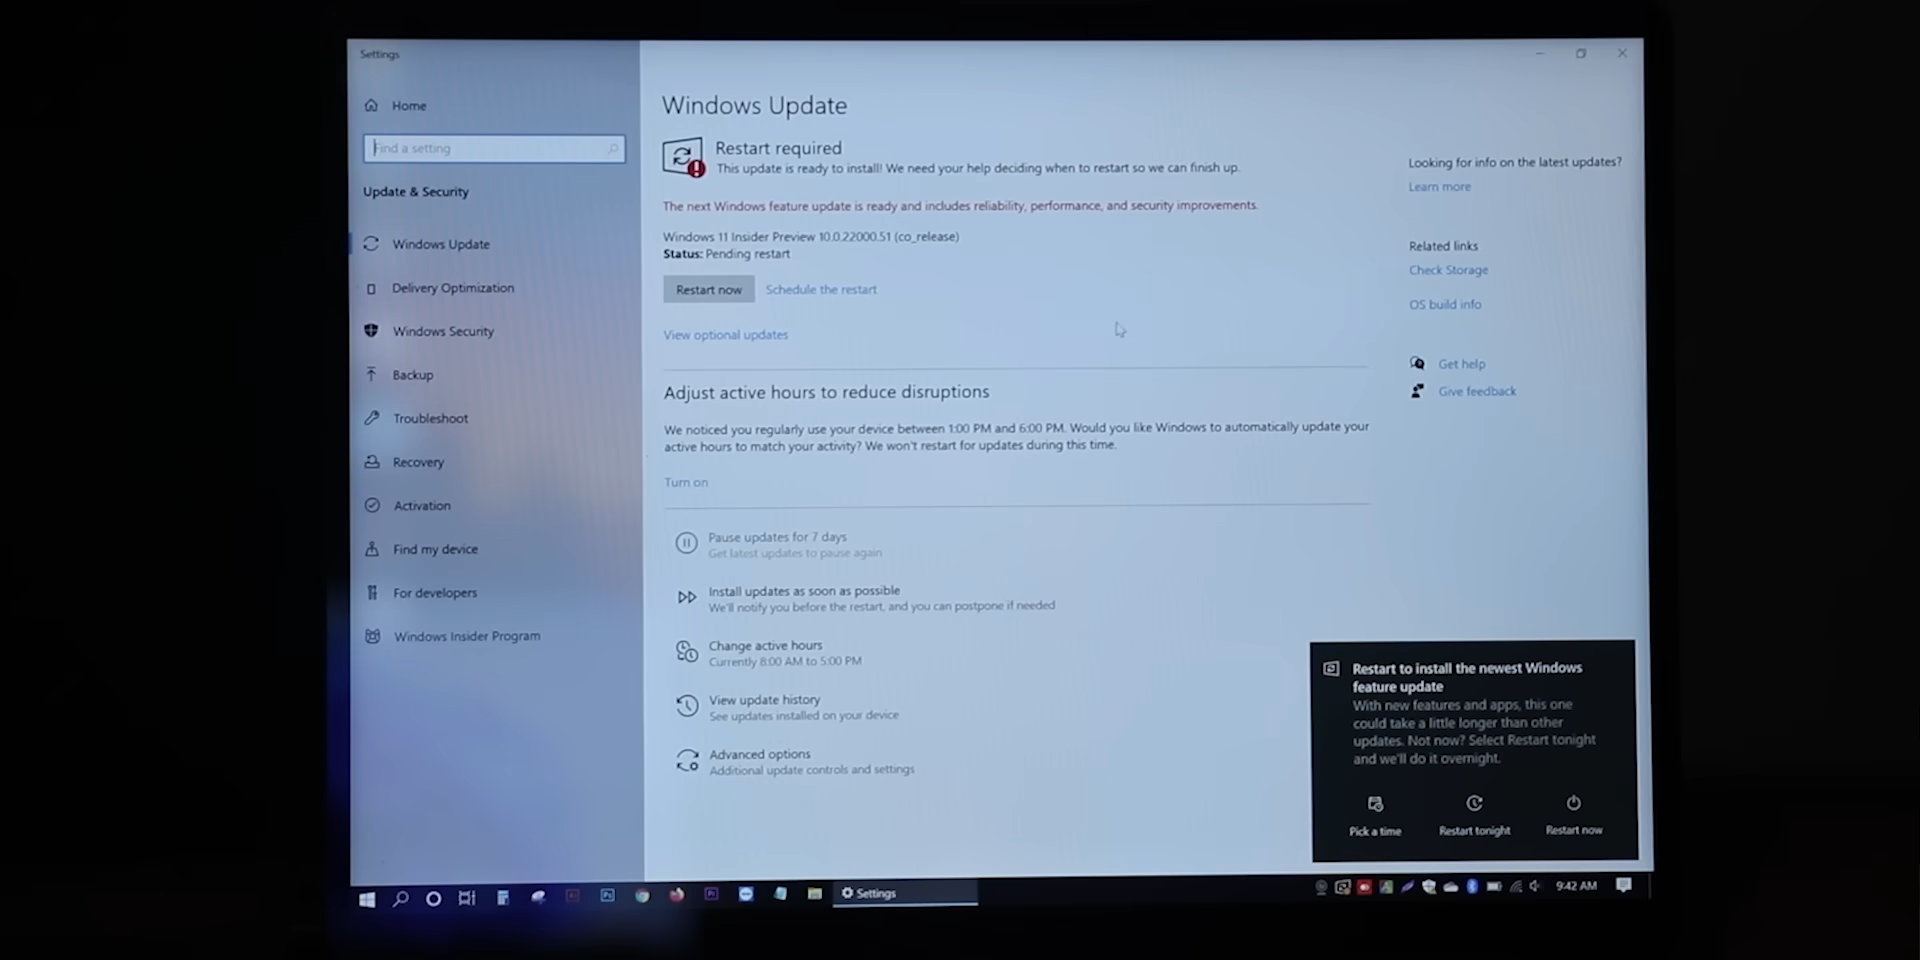 Settings
Home
Find a setting
Update & Security
Windows Update
Delivery Optimization
Windows Security
Backup
Troubleshoot
Recovery
Activation
Find my device
For developers
Windows Insider Program
Windows Update
Restart required
This update is ready to install! We need your help deciding when to restart so we can finish up.
The next Windows feature update is ready and includes reliability, performance, and security improvements.
Windows 11 Insider Preview 10.0.22000.51 (co_release)
Status: Pending restart
Restart now
Schedule the restart
View optional updates
Adjust active hours to reduce disruptions
We noticed you regularly use your device between 1:00 PM and 6:00 PM. Would you like Windows to automatically update your
active hours to match your activity? We won't restart for updates during this time.
Turn on
Pause updates for 7 days
Get latest updates to pause again
Install updates as soon as possible
We'll notify you before the restart, and you can postpone if needed
Change active hours
Currently 8:00 AM to 5:00 PM
View update history
See updates installed on your device
Advanced options
Additional update controls and settings
Looking for info on the latest updates?
Learn more
Related links
Check Storage
OS build info
Get help
Give feedback
Restart to install the newest Windows
feature update
With new features and apps, this one
could take a little longer than other
updates. Not now? Select Restart tonight
and we'll do it overnight.
Pick a time
Restart tonight
Restart now
Ps
Pr
Settings
9:42 AM